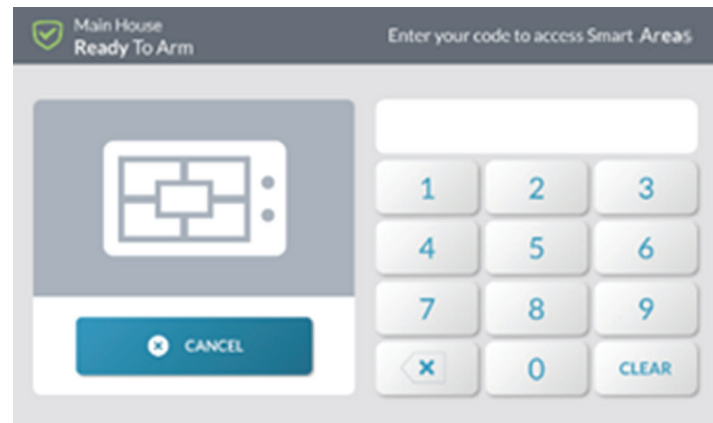 Main House
Ready To Arm
Enter your code to access Smart Areas
1 2 3
4 5 6
7 8 9
CANCEL
0 CLEAR